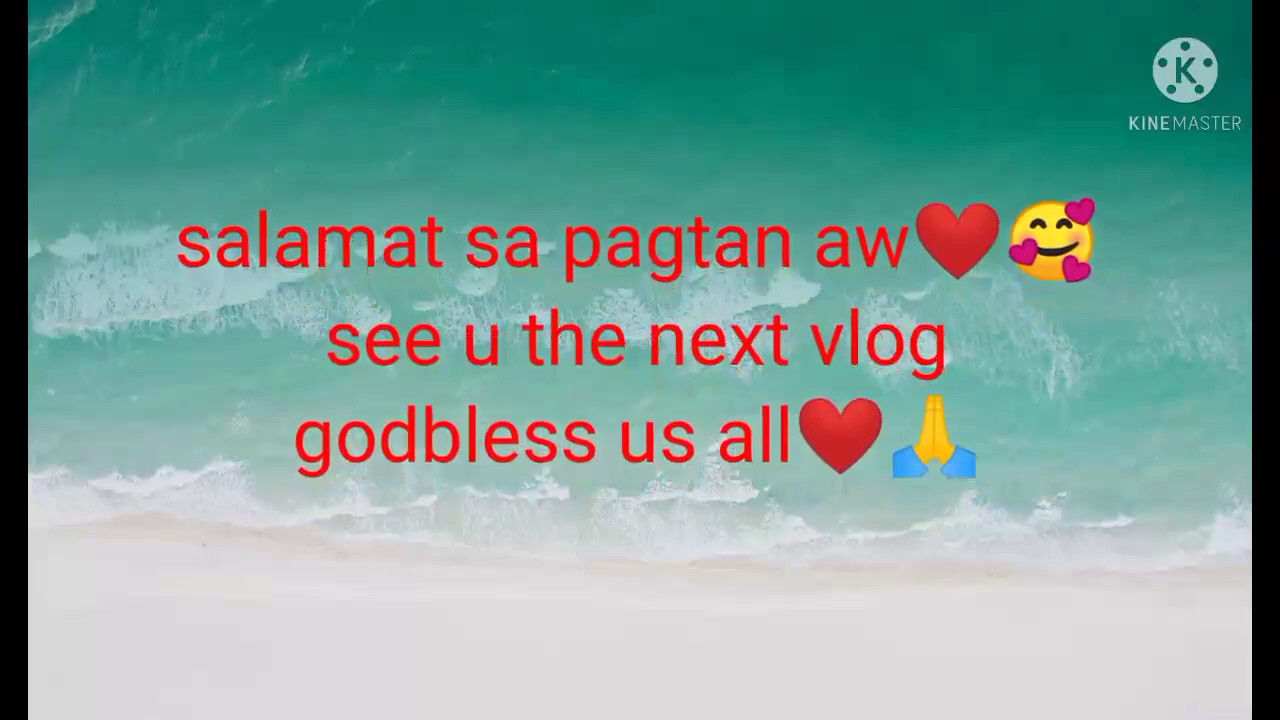 KINEMASTER
salamat sa pagtan aw❤️🥰
see u the next vlog
godbless us all❤️🙏